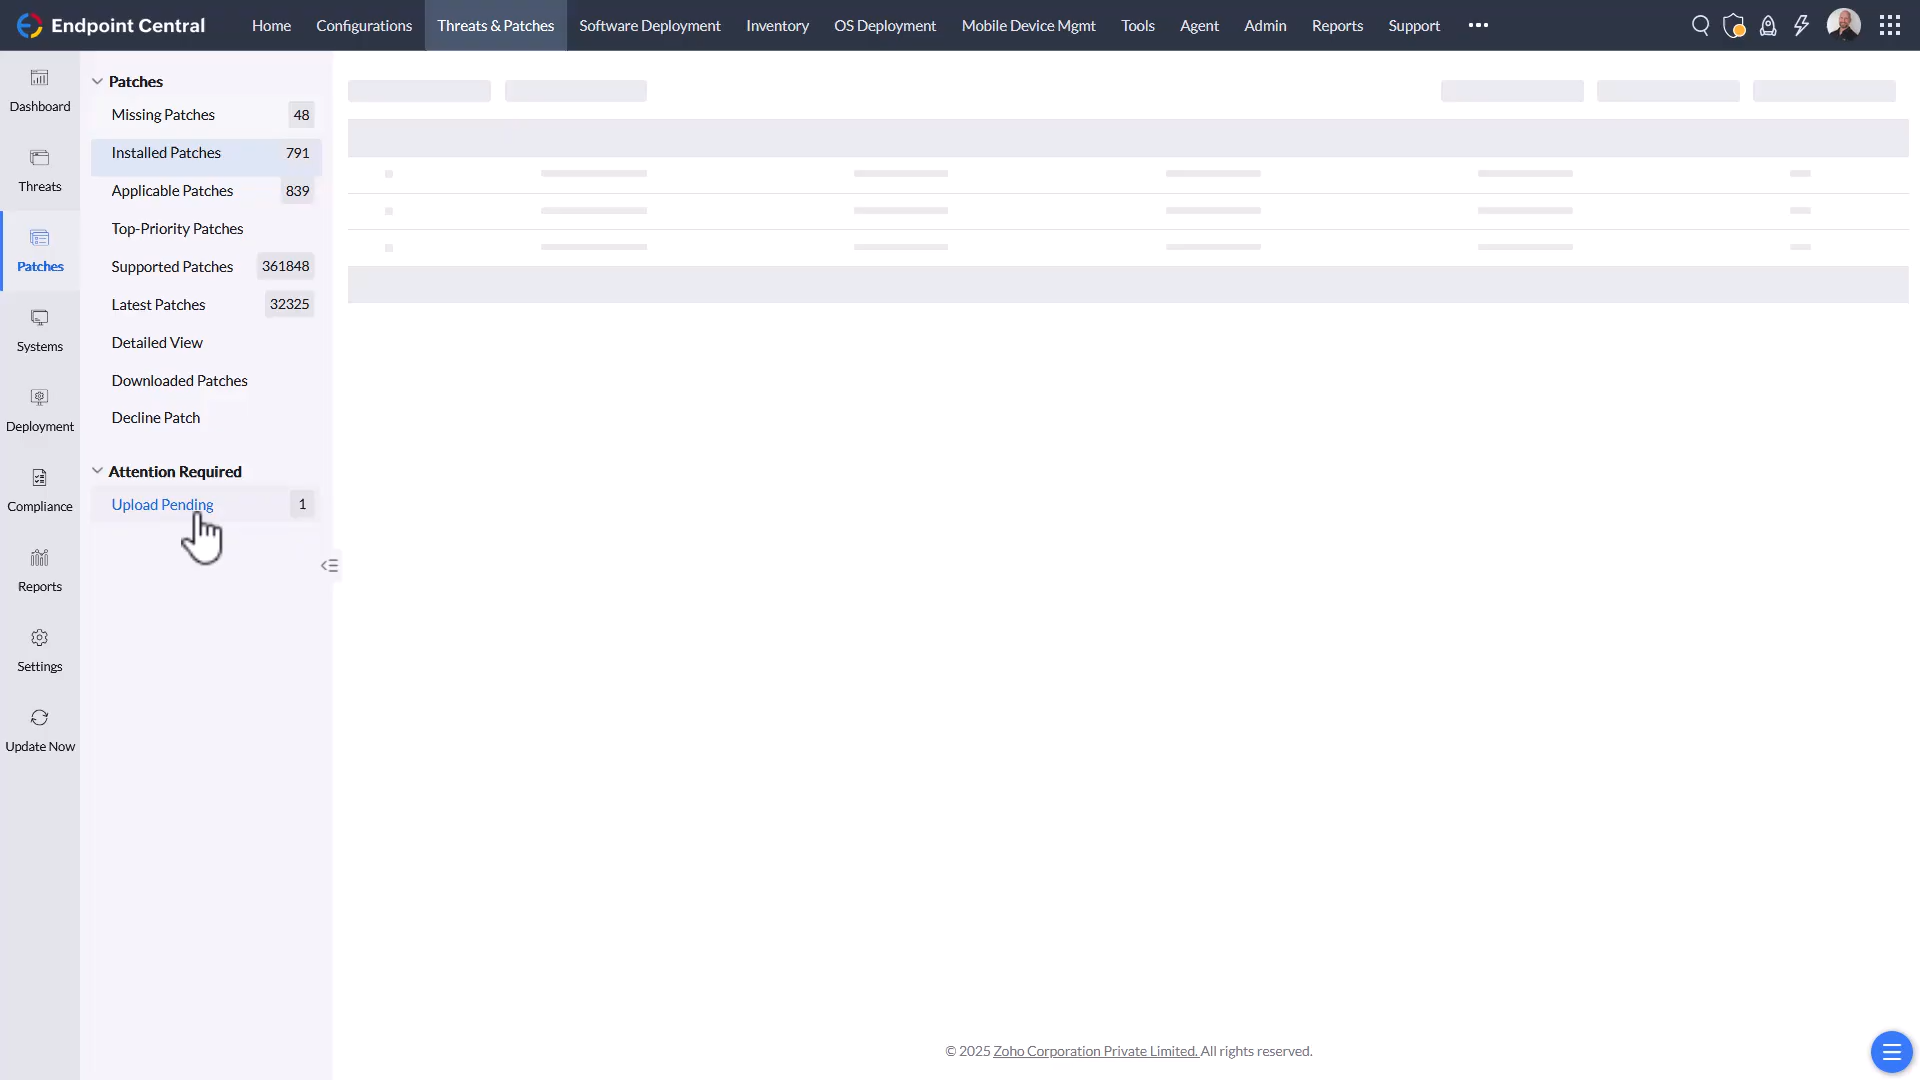 Endpoint Central
Home
Configurations
Threats & Patches
Software Deployment
Inventory
OS Deployment
Mobile Device Mgmt
Tools
Agent
Admin
Reports
Support
Dashboard
Threats
Patches
Systems
Deployment
Compliance
Reports
Settings
Update Now
Patches
Missing Patches 48
Installed Patches 791
Applicable Patches 839
Top-Priority Patches
Supported Patches 361848
Latest Patches 32325
Detailed View
Downloaded Patches
Decline Patch
Attention Required
Upload Pending 1
© 2025 Zoho Corporation Private Limited. All rights reserved.